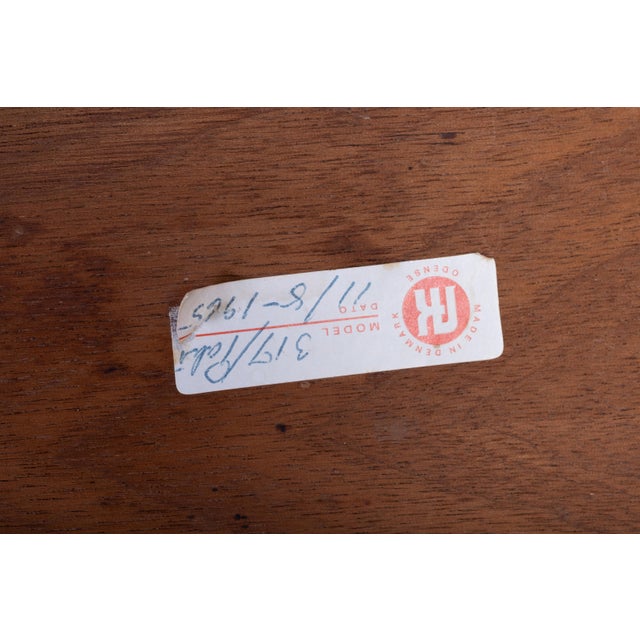 MADE IN DENMARK
ODENSE
MODEL 317/
DATO 11/8-1965